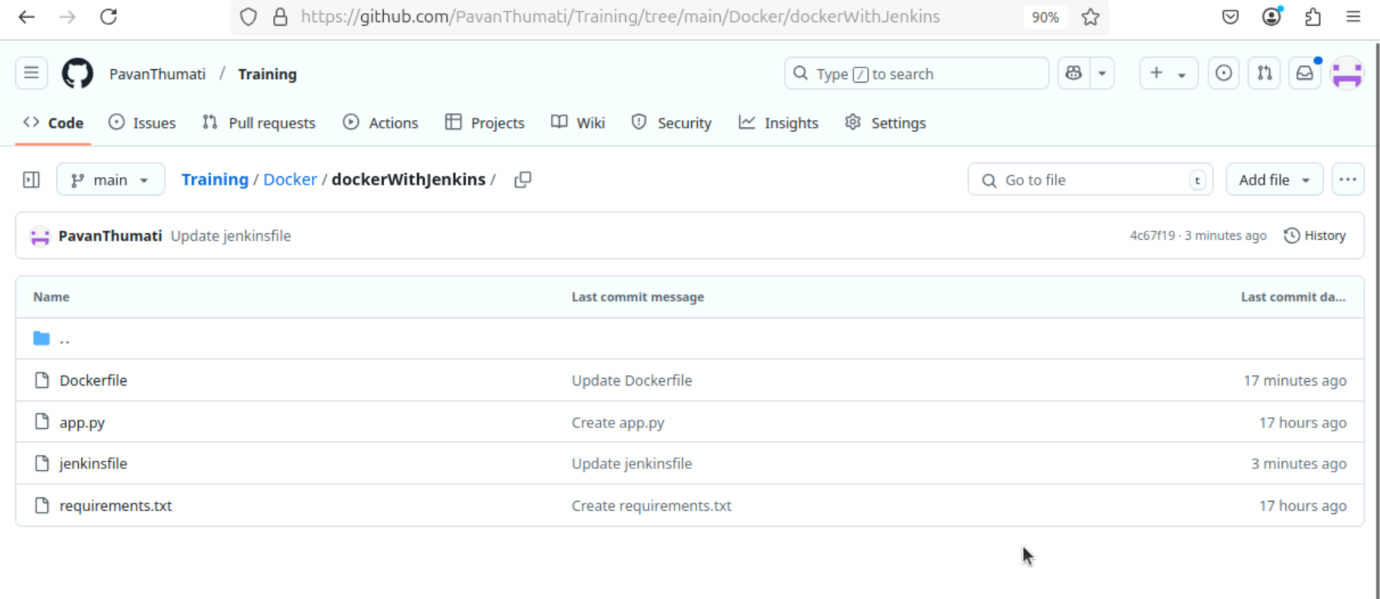 https://github.com/PavanThumati/Training/tree/main/Docker/dockerWithJenkins 90%
PavanThumati / Training Type / to search
Code Issues Pull requests Actions Projects Wiki Security Insights Settings
main Training / Docker / dockerWithJenkins / Go to file t Add file
PavanThumati Update jenkinsfile 4c67f19 · 3 minutes ago History
Name Last commit message Last commit da...
..
Dockerfile Update Dockerfile 17 minutes ago
app.py Create app.py 17 hours ago
jenkinsfile Update jenkinsfile 3 minutes ago
requirements.txt Create requirements.txt 17 hours ago